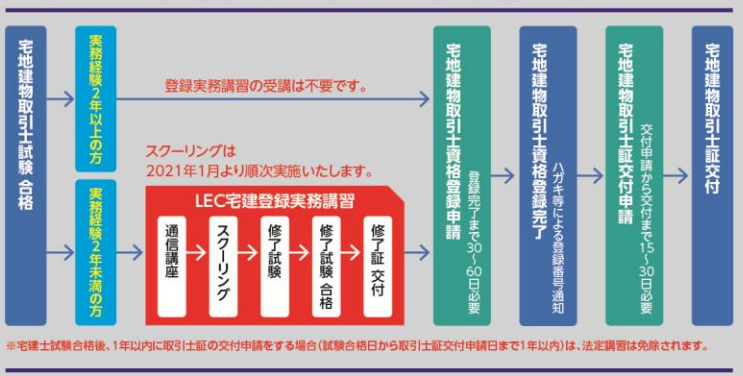 宅地建物取引士試験 合格
実務経験2年以上の方
登録実務講習の受講は不要です。
実務経験2年未満の方
スクーリングは
2021年1月より順次実施いたします。
LEC宅建登録実務講習
通信講座
スクーリング
修了試験
修了試験 合格
修了証 交付
宅地建物取引士資格登録申請
登録完了まで30～60日必要
宅地建物取引士資格登録完了
ハガキ等による登録番号通知
宅地建物取引士証交付申請
交付申請から交付まで15～30日必要
宅地建物取引士証交付
※宅建士試験合格後、1年以内に取引士証の交付申請をする場合(試験合格日から取引士証交付申請日まで1年以内)は、法定講習は免除されます。